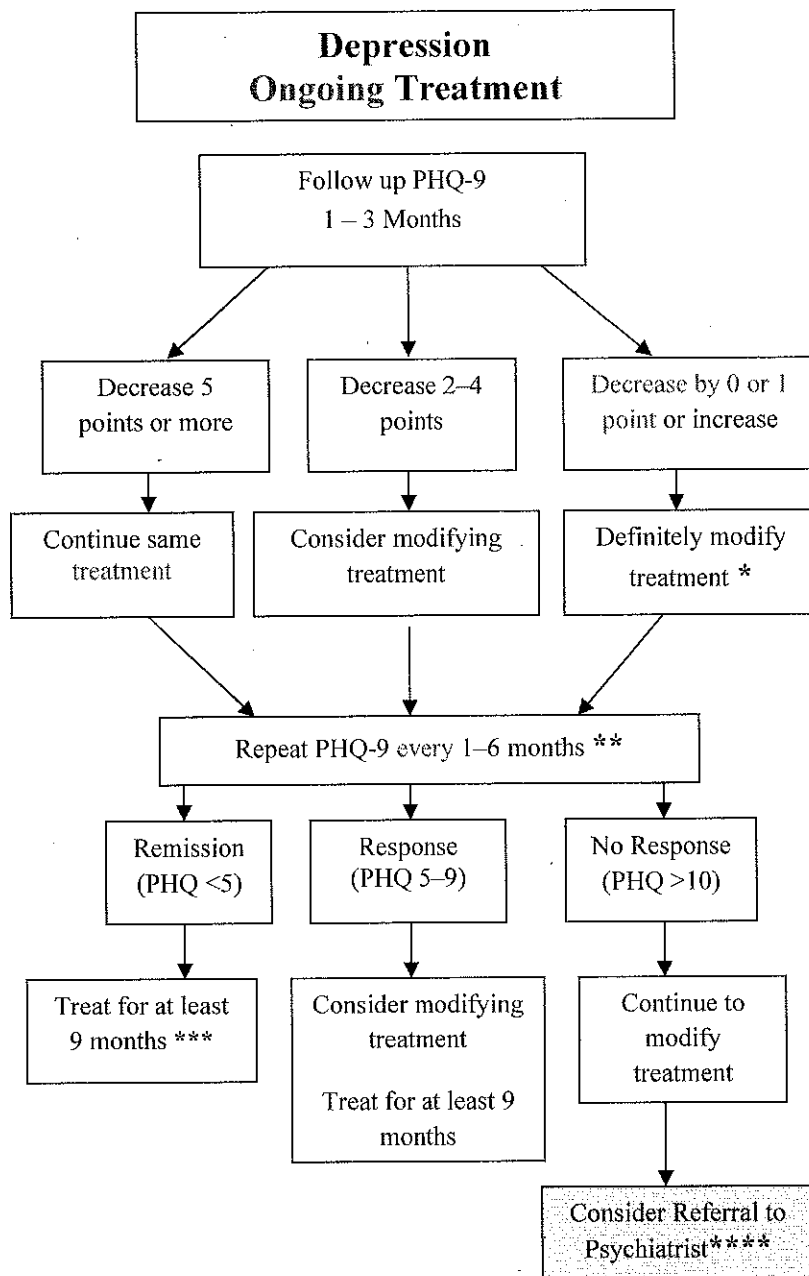 Depression
Ongoing Treatment
Follow up PHQ-9
1 – 3 Months
Decrease 5
points or more
Decrease 2–4
points
Decrease by 0 or 1
point or increase
Continue same
treatment
Consider modifying
treatment
Definitely modify
treatment *
Repeat PHQ-9 every 1–6 months **
Remission
(PHQ <5)
Response
(PHQ 5–9)
No Response
(PHQ >10)
Treat for at least
9 months ***
Consider modifying
treatment
Treat for at least 9
months
Continue to
modify
treatment
Consider Referral to
Psychiatrist****